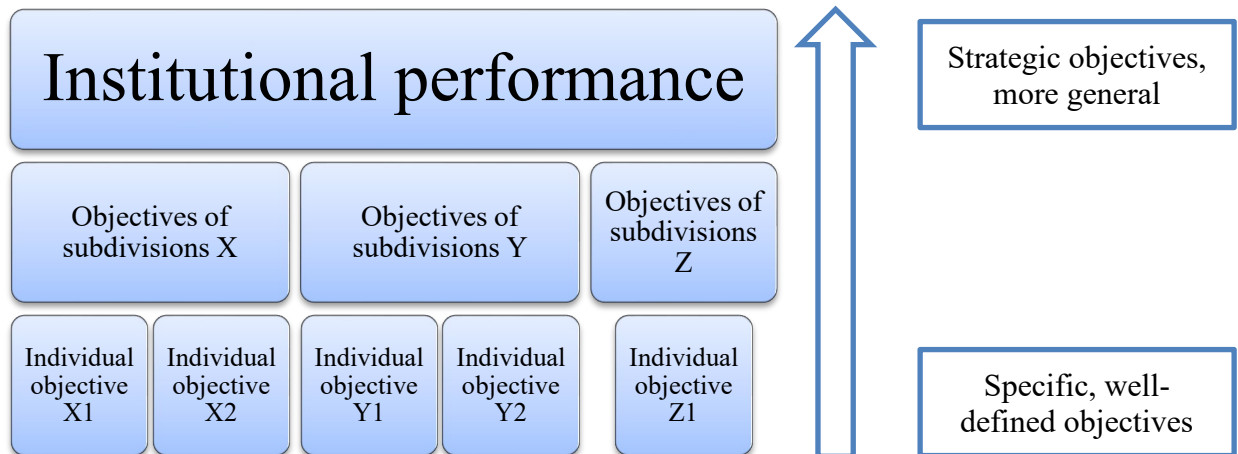 Institutional performance
Strategic objectives,
more general
Objectives of
subdivisions X
Objectives of
subdivisions Y
Objectives of
subdivisions
Z
Individual
objective
X1
Individual
objective
X2
Individual
objective
Y1
Individual
objective
Y2
Individual
objective
Z1
Specific, well-
defined objectives